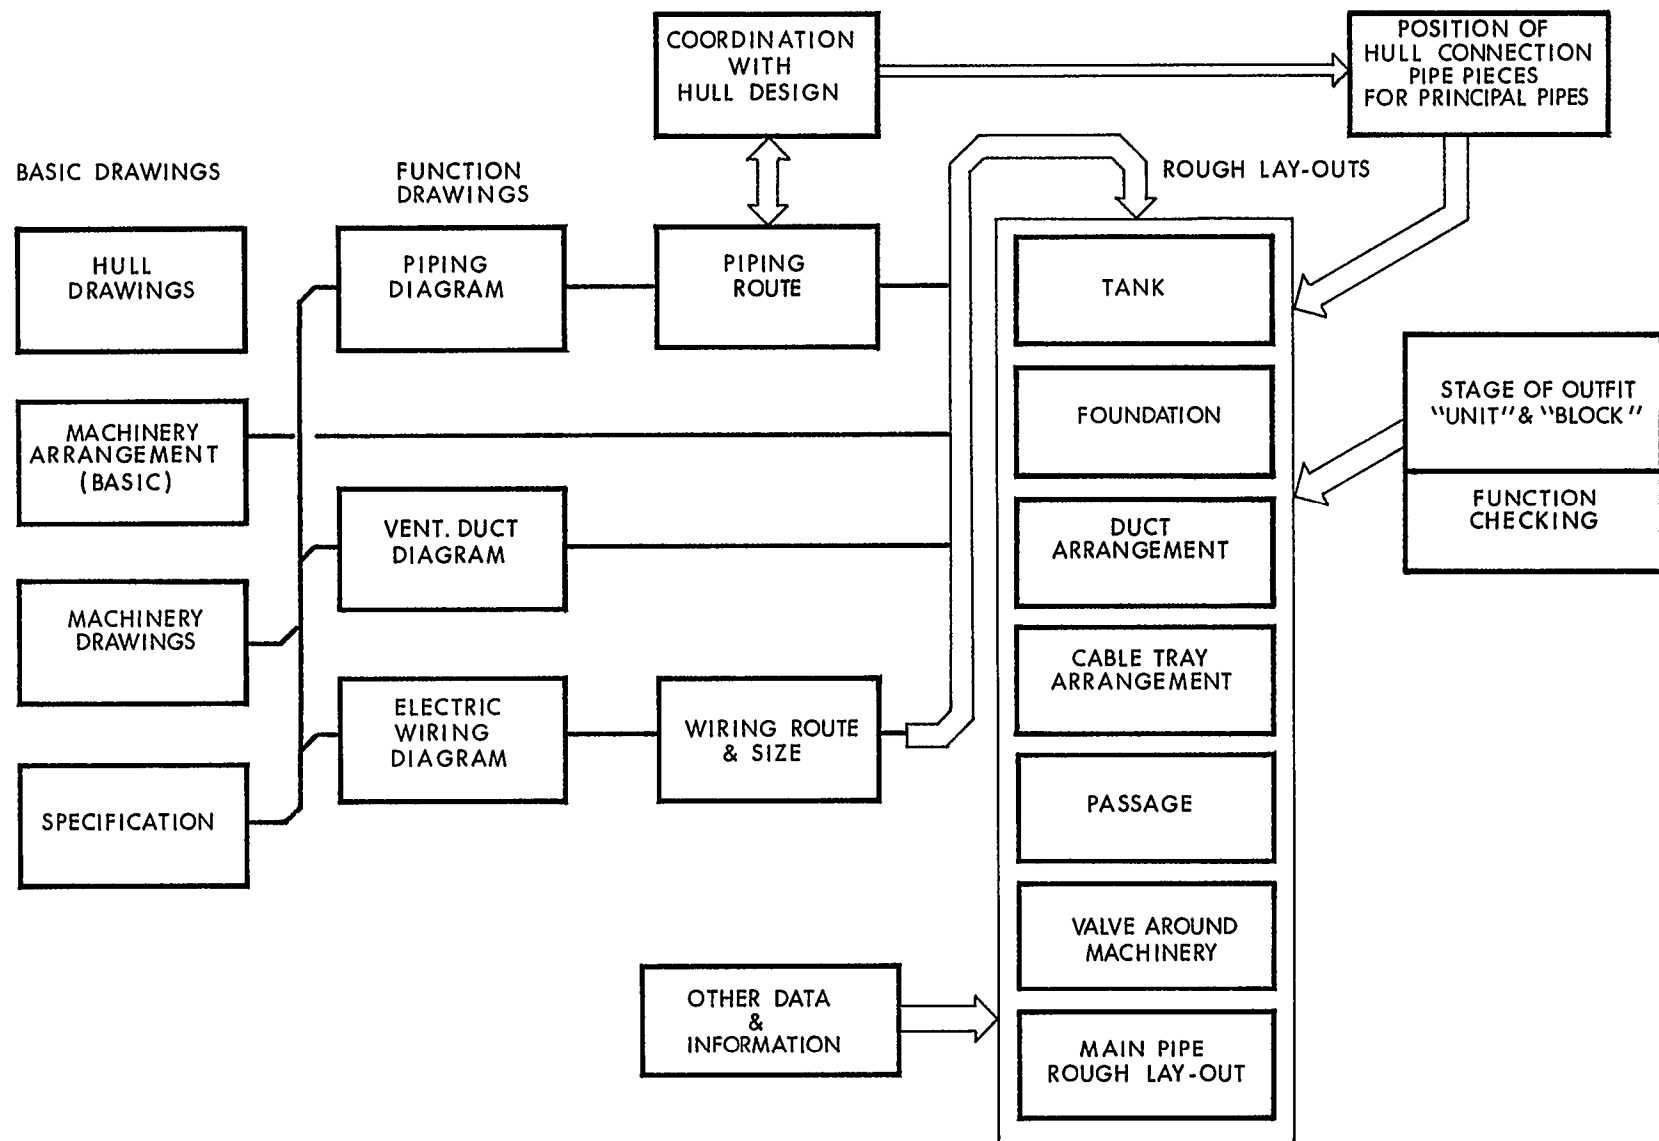 COORDINATION
WITH
HULL DESIGN
POSITION OF
HULL CONNECTION
PIPE PIECES
FOR PRINCIPAL PIPES
BASIC DRAWINGS
FUNCTION
DRAWINGS
ROUGH LAY-OUTS
HULL
DRAWINGS
PIPING
DIAGRAM
PIPING
ROUTE
TANK
MACHINERY
ARRANGEMENT
(BASIC)
FOUNDATION
STAGE OF OUTFIT
"UNIT" & "BLOCK"
FUNCTION
CHECKING
VENT. DUCT
DIAGRAM
DUCT
ARRANGEMENT
MACHINERY
DRAWINGS
CABLE TRAY
ARRANGEMENT
ELECTRIC
WIRING
DIAGRAM
WIRING ROUTE
& SIZE
SPECIFICATION
PASSAGE
VALVE AROUND
MACHINERY
OTHER DATA
&
INFORMATION
MAIN PIPE
ROUGH LAY-OUT